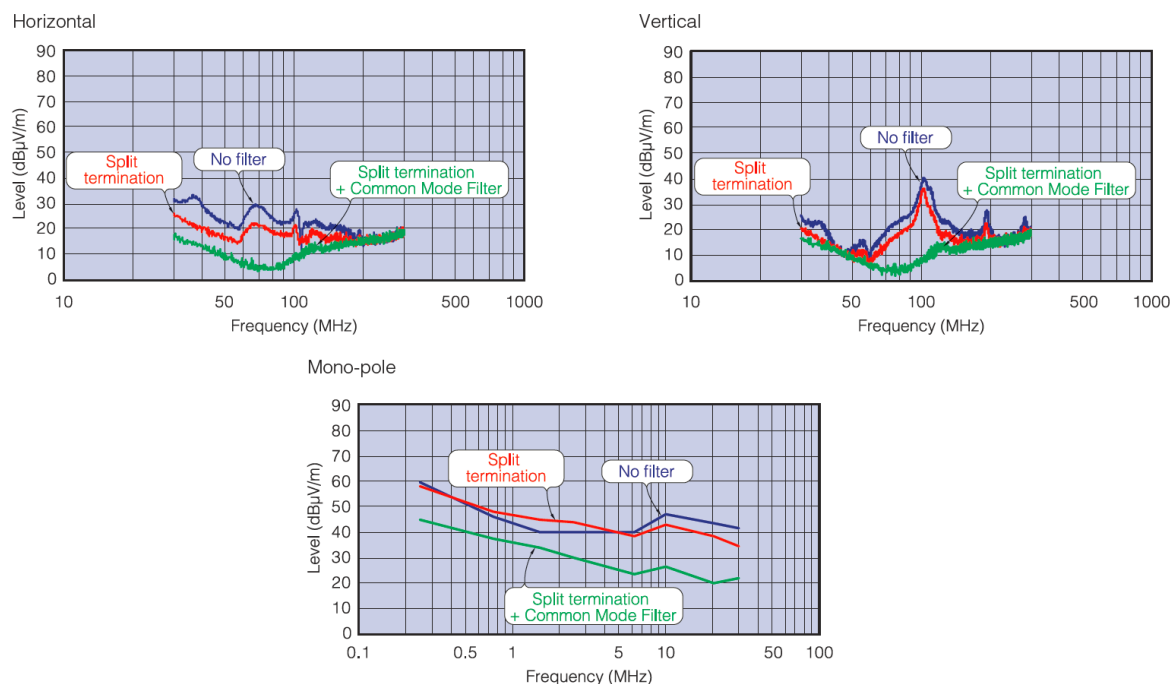 Horizontal
90
80
70
60
50
40
30
20
10
0
Level (dBµV/m)
Split
termination
No filter
Split termination
+ Common Mode Filter
10
50
100
500
1000
Frequency (MHz)
Vertical
90
80
70
60
50
40
30
20
10
0
Level (dBµV/m)
Split
termination
No filter
Split termination
+ Common Mode Filter
10
50
100
500
1000
Frequency (MHz)
Mono-pole
90
80
70
60
50
40
30
20
10
0
Level (dBµV/m)
Split
termination
No filter
Split termination
+ Common Mode Filter
0.1
0.5
1
5
10
50
100
Frequency (MHz)